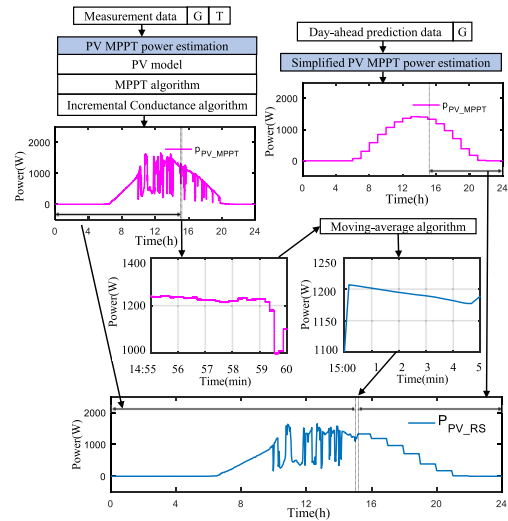 Measurement data G T
PV MPPT power estimation
PV model
MPPT algorithm
Incremental Conductance algorithm
Day-ahead prediction data G
Simplified PV MPPT power estimation
Power(W)
2000
1000
0
PPV_MPPT
0 4 8 12 16 20 24
Time(h)
Power(W)
2000
1000
0
PPV_MPPT
0 4 8 12 16 20 24
Time(h)
Moving-average algorithm
Power(W)
1400
1200
1000
14:55 56 57 58 59 60
Time(min)
Power(W)
1250
1200
1150
1100
15:00 1 2 3 4 5
Time(min)
Power(W)
2000
1000
0
PPV_RS
0 4 8 12 16 20 24
Time(h)